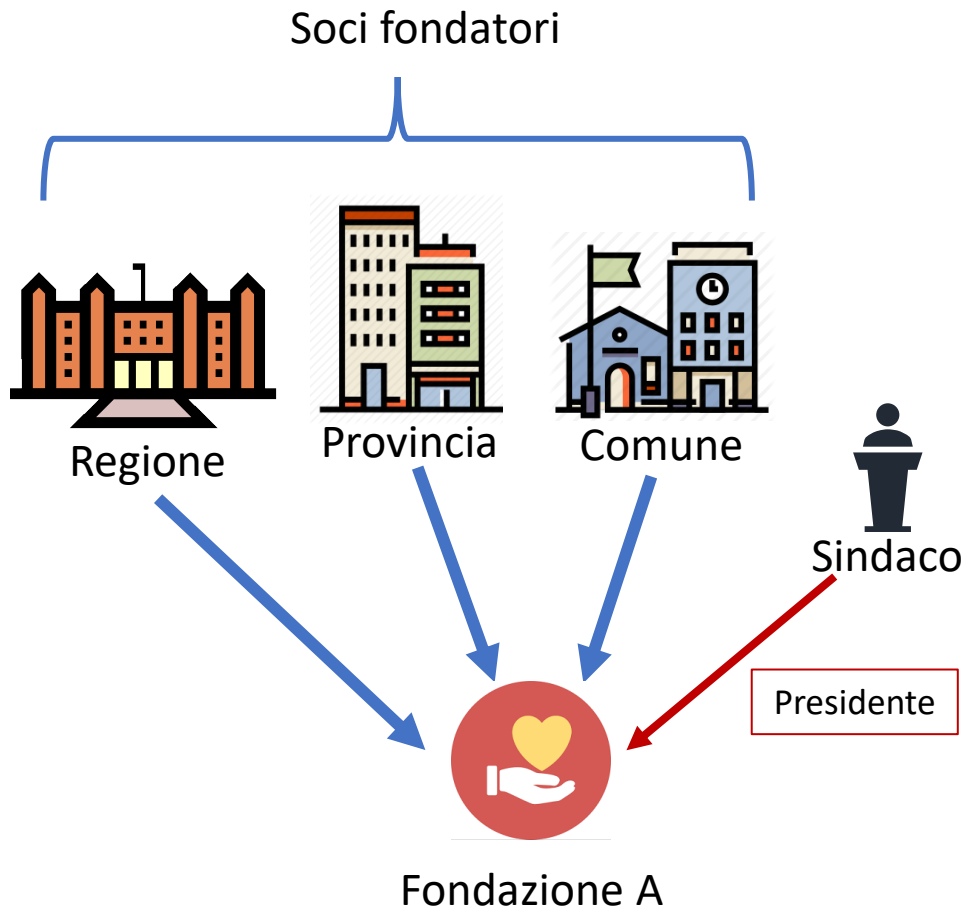 Soci fondatori
Regione
Provincia
Comune
Sindaco
Presidente
Fondazione A